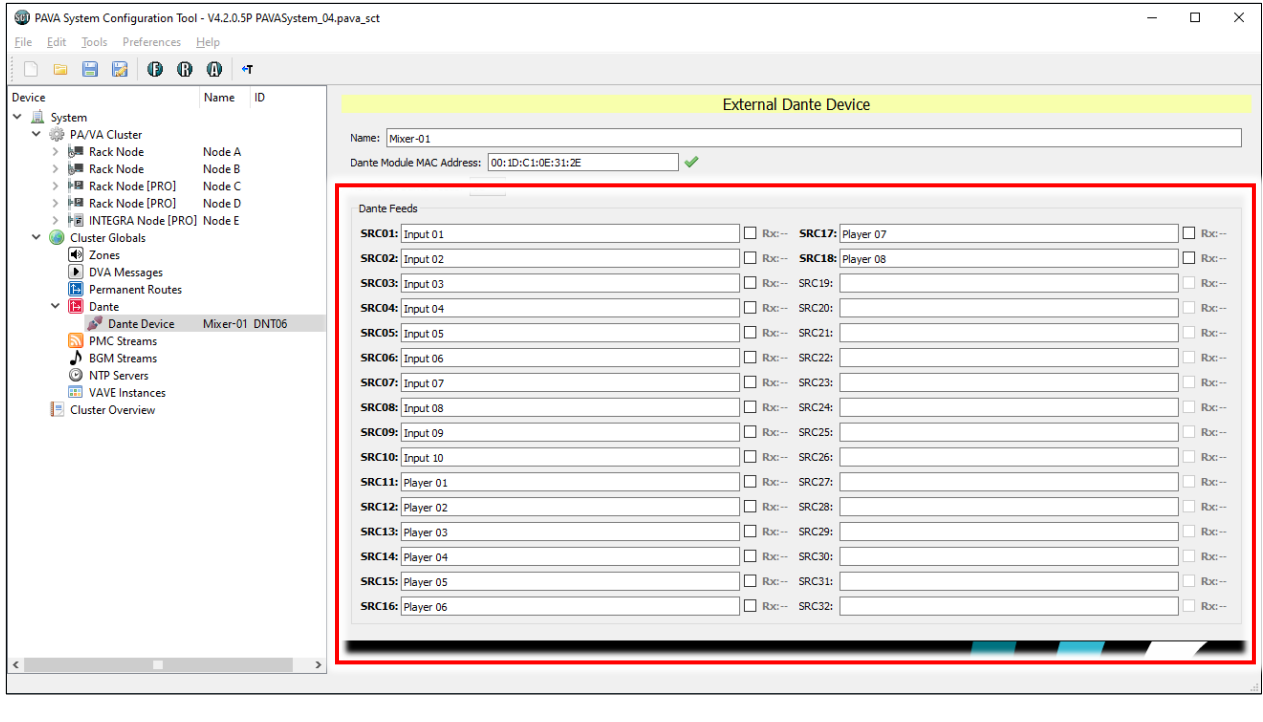 PAVA System Configuration Tool - V4.2.0.5P PAVASystem_04.pava_sct
File Edit Tools Preferences Help
Device Name ID
System
PA/VA Cluster
Rack Node Node A
Rack Node Node B
Rack Node [PRO] Node C
Rack Node [PRO] Node D
INTEGRA Node [PRO] Node E
Cluster Globals
Zones
DVA Messages
Permanent Routes
Dante
Dante Device Mixer-01 DNT06
PMC Streams
BGM Streams
NTP Servers
VAVE Instances
Cluster Overview
External Dante Device
Name: Mixer-01
Dante Module MAC Address: 00:1D:C1:0E:31:2E
Dante Feeds
SRC01: Input 01 Rx:-- SRC17: Player 07 Rx:--
SRC02: Input 02 Rx:-- SRC18: Player 08 Rx:--
SRC03: Input 03 Rx:-- SRC19: Rx:--
SRC04: Input 04 Rx:-- SRC20: Rx:--
SRC05: Input 05 Rx:-- SRC21: Rx:--
SRC06: Input 06 Rx:-- SRC22: Rx:--
SRC07: Input 07 Rx:-- SRC23: Rx:--
SRC08: Input 08 Rx:-- SRC24: Rx:--
SRC09: Input 09 Rx:-- SRC25: Rx:--
SRC10: Input 10 Rx:-- SRC26: Rx:--
SRC11: Player 01 Rx:-- SRC27: Rx:--
SRC12: Player 02 Rx:-- SRC28: Rx:--
SRC13: Player 03 Rx:-- SRC29: Rx:--
SRC14: Player 04 Rx:-- SRC30: Rx:--
SRC15: Player 05 Rx:-- SRC31: Rx:--
SRC16: Player 06 Rx:-- SRC32: Rx:--